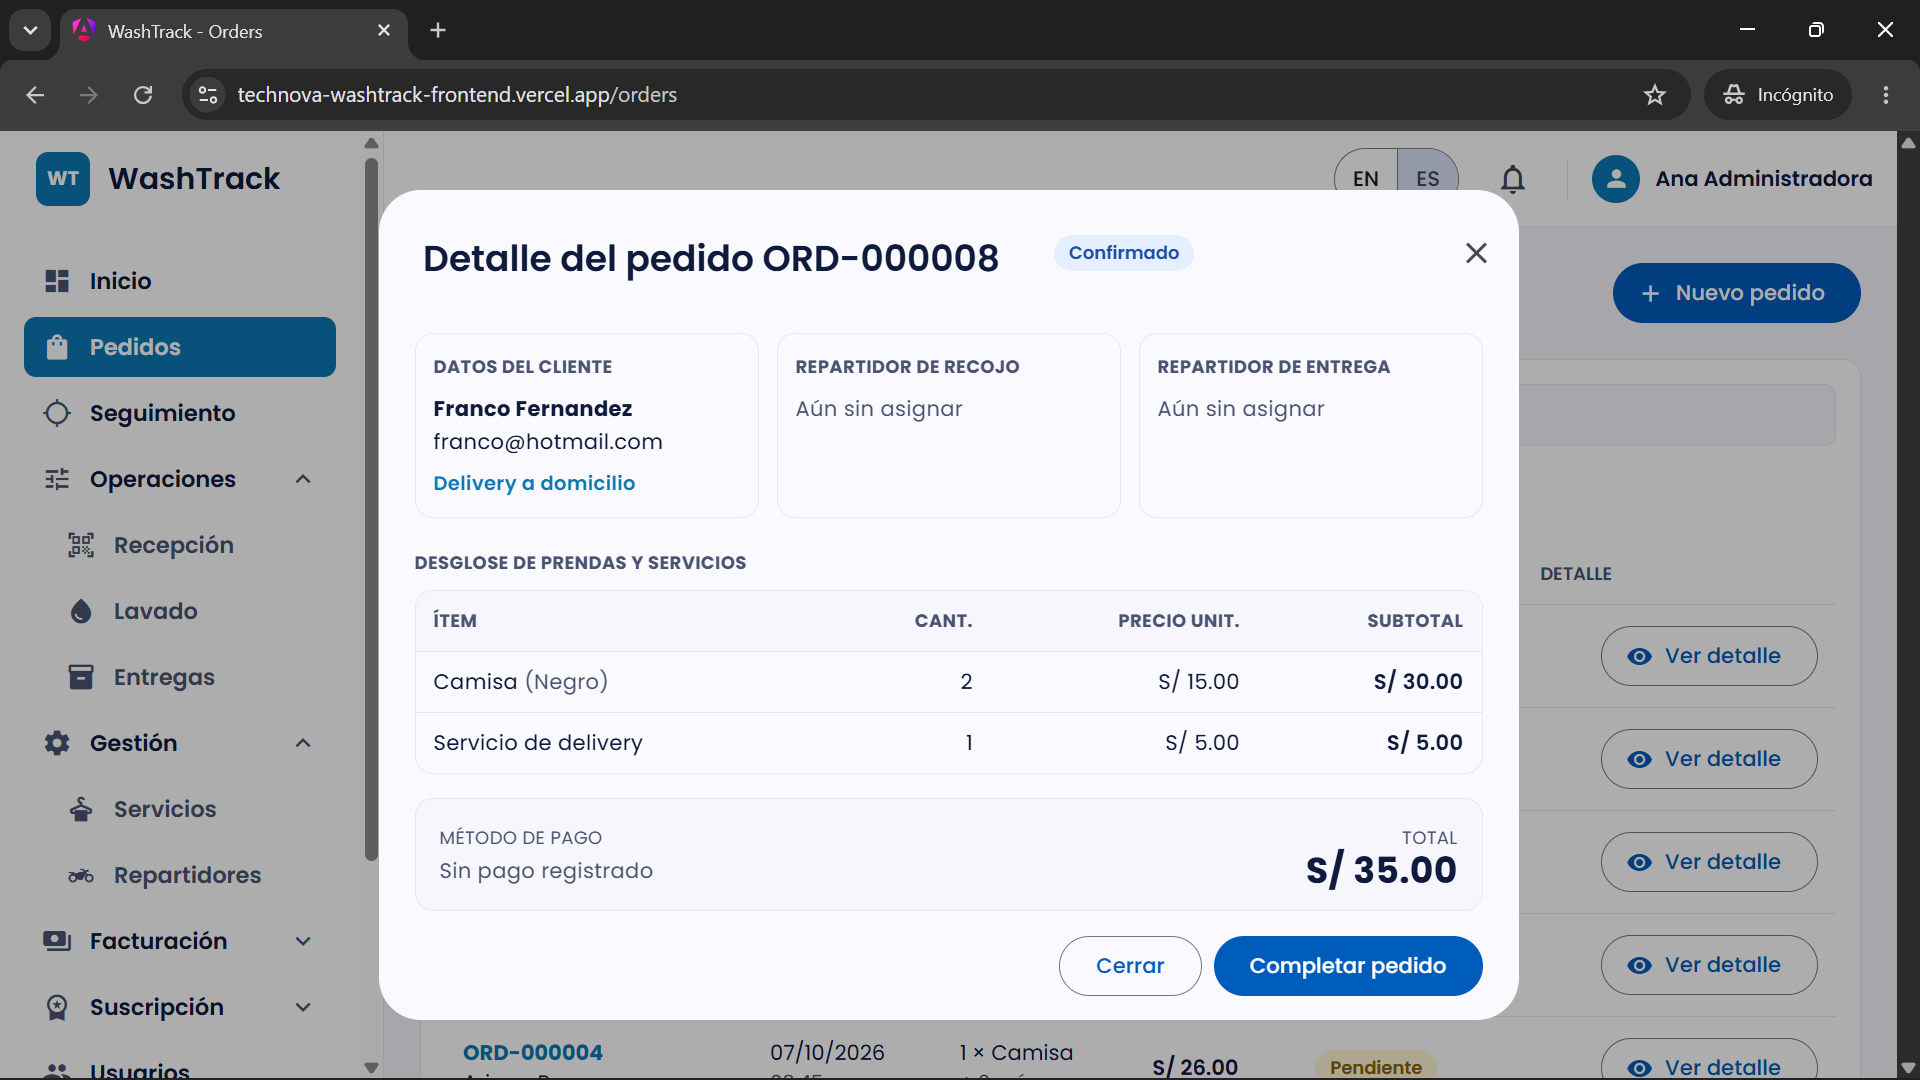 WashTrack - Orders
technova-washtrack-frontend.vercel.app/orders
Incógnito
WT
WashTrack
EN
ES
Ana Administradora
Inicio
Pedidos
Seguimiento
Operaciones
Recepción
Lavado
Entregas
Gestión
Servicios
Repartidores
Facturación
Suscripción
Usuarios
Nuevo pedido
Detalle del pedido ORD-000008
Confirmado
DATOS DEL CLIENTE
Franco Fernandez
franco@hotmail.com
Delivery a domicilio
REPARTIDOR DE RECOJO
Aún sin asignar
REPARTIDOR DE ENTREGA
Aún sin asignar
DESGLOSE DE PRENDAS Y SERVICIOS
ÍTEM CANT. PRECIO UNIT. SUBTOTAL
Camisa (Negro) 2 S/ 15.00 S/ 30.00
Servicio de delivery 1 S/ 5.00 S/ 5.00
MÉTODO DE PAGO
Sin pago registrado
TOTAL
S/ 35.00
Cerrar
Completar pedido
DETALLE
Ver detalle
Ver detalle
Ver detalle
Ver detalle
ORD-000004 07/10/2026 1 × Camisa S/ 26.00 Pendiente Ver detalle